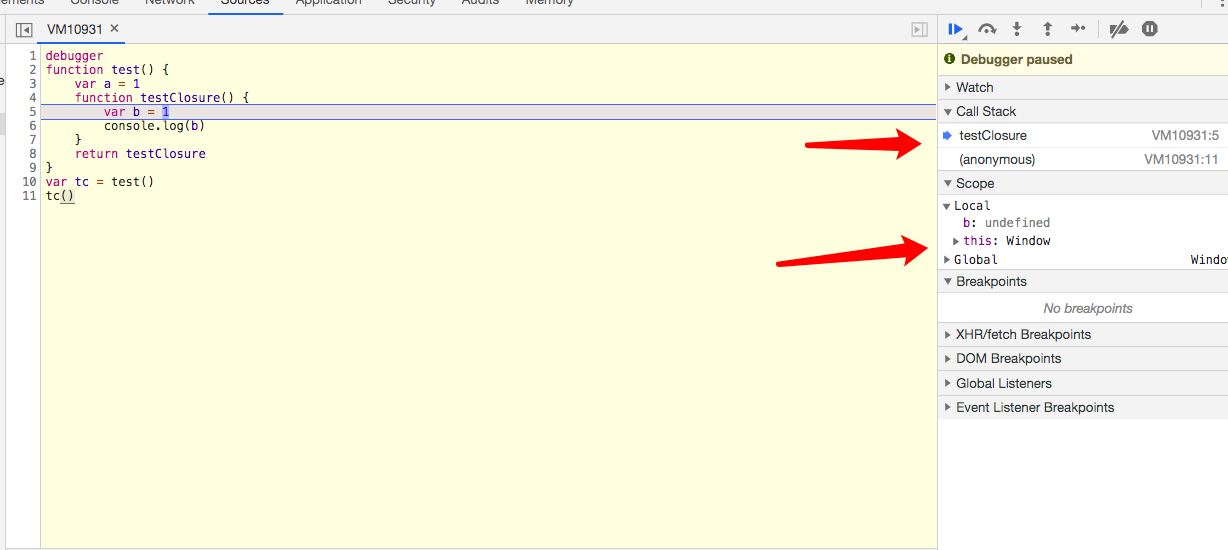 Console
Network
Sources
Application
Security
Audits
Memory
VM10931 ×
1 debugger
2 function test() {
3 var a = 1
4 function testClosure() {
5 var b = 1
6 console.log(b)
7 }
8 return testClosure
9 }
10 var tc = test()
11 tc()
Debugger paused
Watch
Call Stack
testClosure VM10931:5
(anonymous) VM10931:11
Scope
Local
b: undefined
this: Window
Global
Breakpoints
No breakpoints
XHR/fetch Breakpoints
DOM Breakpoints
Global Listeners
Event Listener Breakpoints